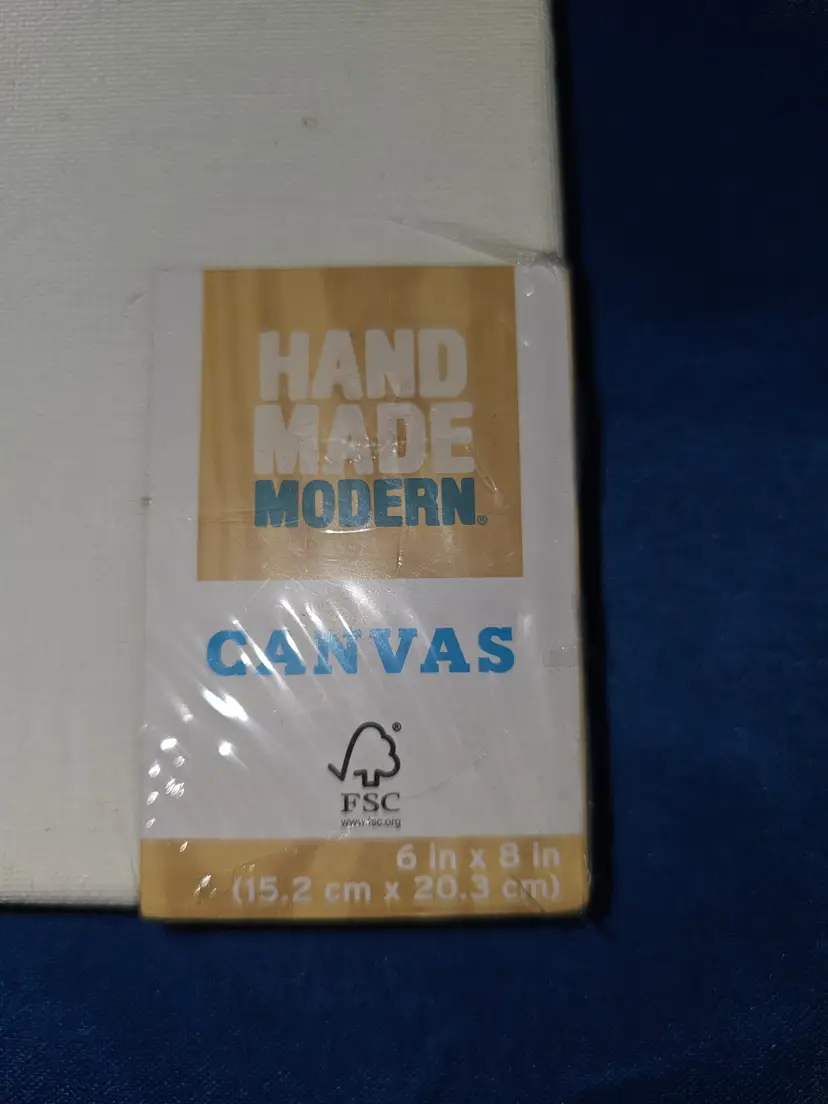 HAND
MADE
MODERN®
CANVAS
®
FSC
www.fsc.org
6 in x 8 in
(15.2 cm x 20.3 cm)